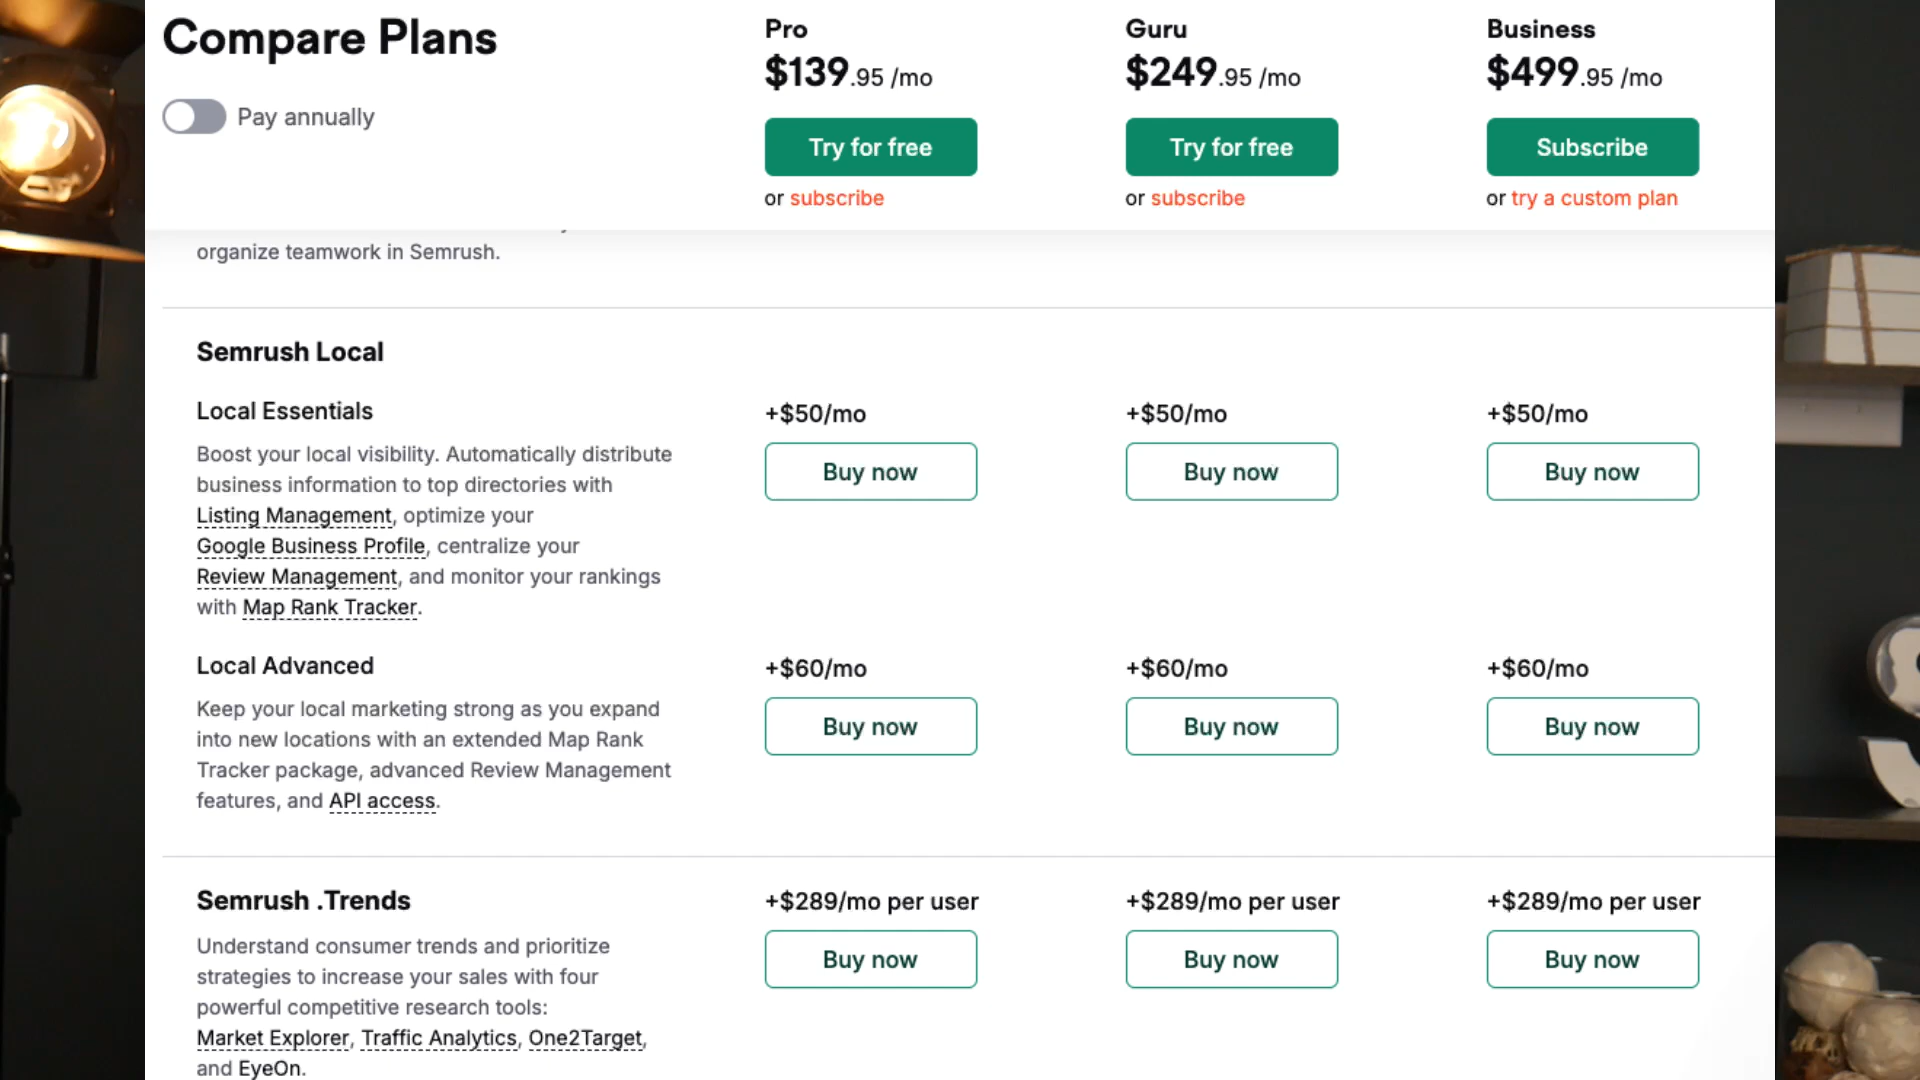 Compare Plans
Pay annually
Pro
$139.95 /mo
Try for free
or subscribe
Guru
$249.95 /mo
Try for free
or subscribe
Business
$499.95 /mo
Subscribe
or try a custom plan
organize teamwork in Semrush.
Semrush Local
Local Essentials
Boost your local visibility. Automatically distribute
business information to top directories with
Listing Management, optimize your
Google Business Profile, centralize your
Review Management, and monitor your rankings
with Map Rank Tracker.
+$50/mo
Buy now
+$50/mo
Buy now
+$50/mo
Buy now
Local Advanced
Keep your local marketing strong as you expand
into new locations with an extended Map Rank
Tracker package, advanced Review Management
features, and API access.
+$60/mo
Buy now
+$60/mo
Buy now
+$60/mo
Buy now
Semrush .Trends
Understand consumer trends and prioritize
strategies to increase your sales with four
powerful competitive research tools:
Market Explorer, Traffic Analytics, One2Target,
and EyeOn.
+$289/mo per user
Buy now
+$289/mo per user
Buy now
+$289/mo per user
Buy now